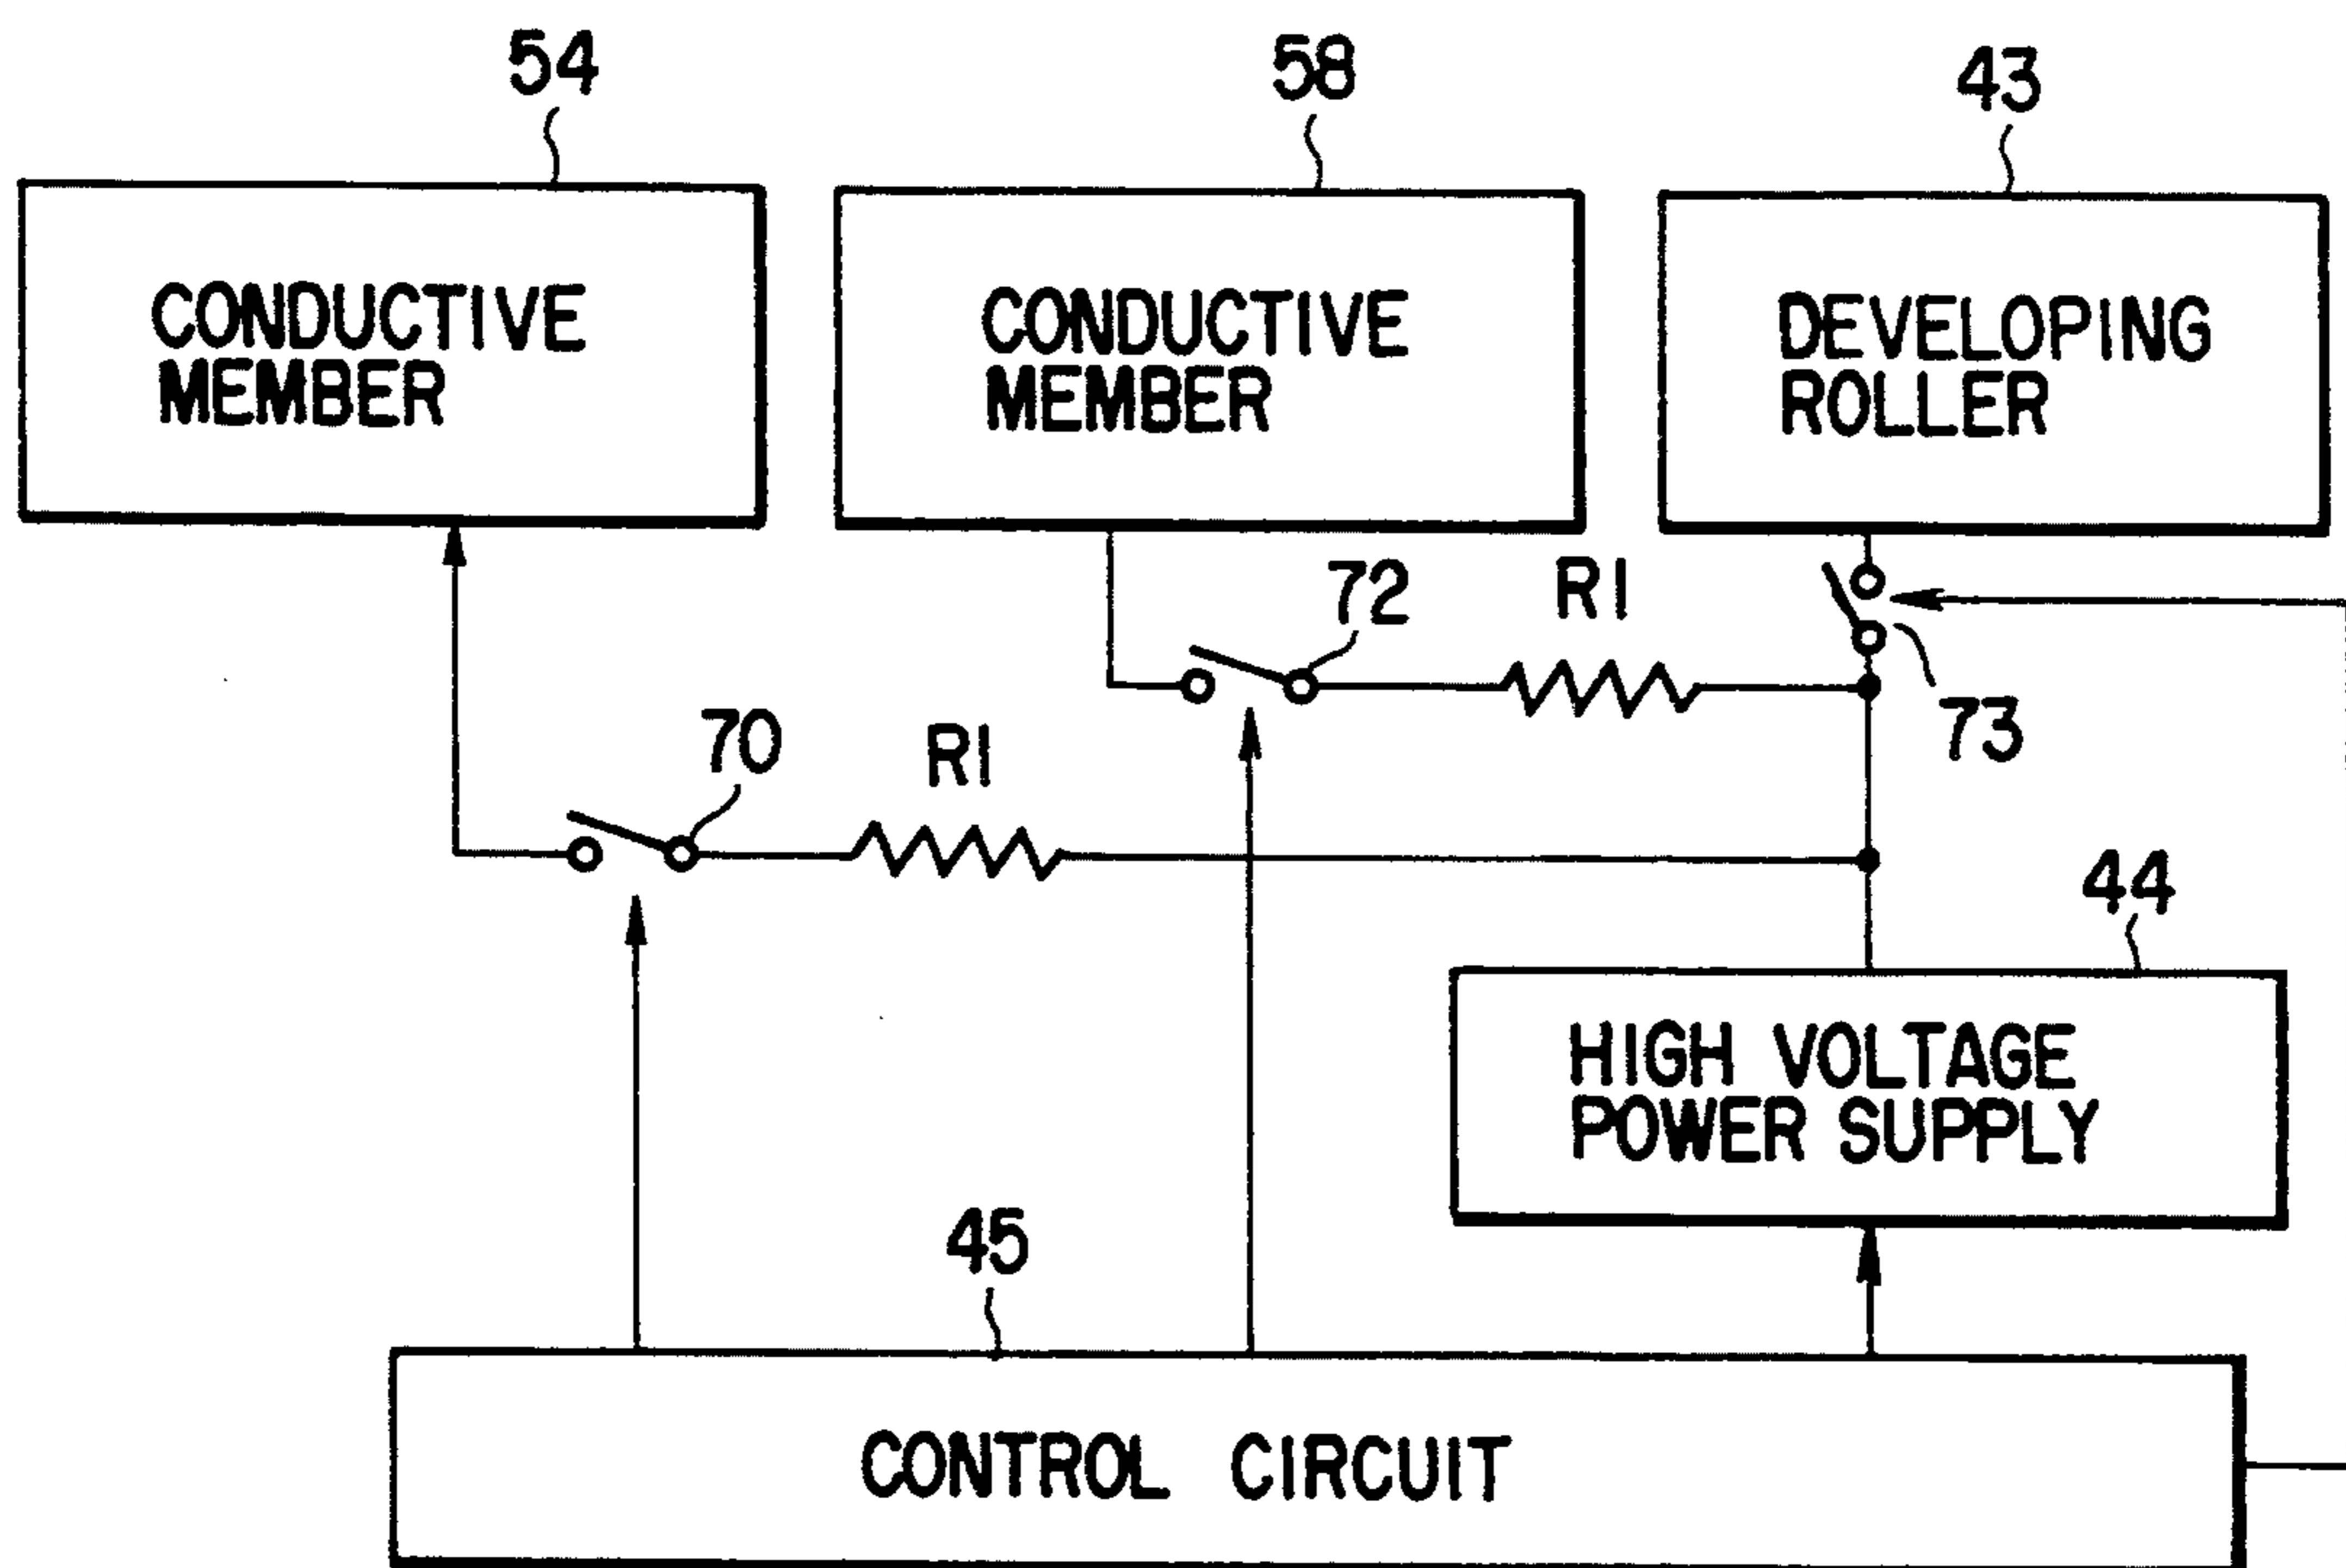 54
58
43
CONDUCTIVE
MEMBER
CONDUCTIVE
MEMBER
DEVELOPING
ROLLER
72
R1
73
70
R1
44
HIGH VOLTAGE
POWER SUPPLY
45
CONTROL CIRCUIT